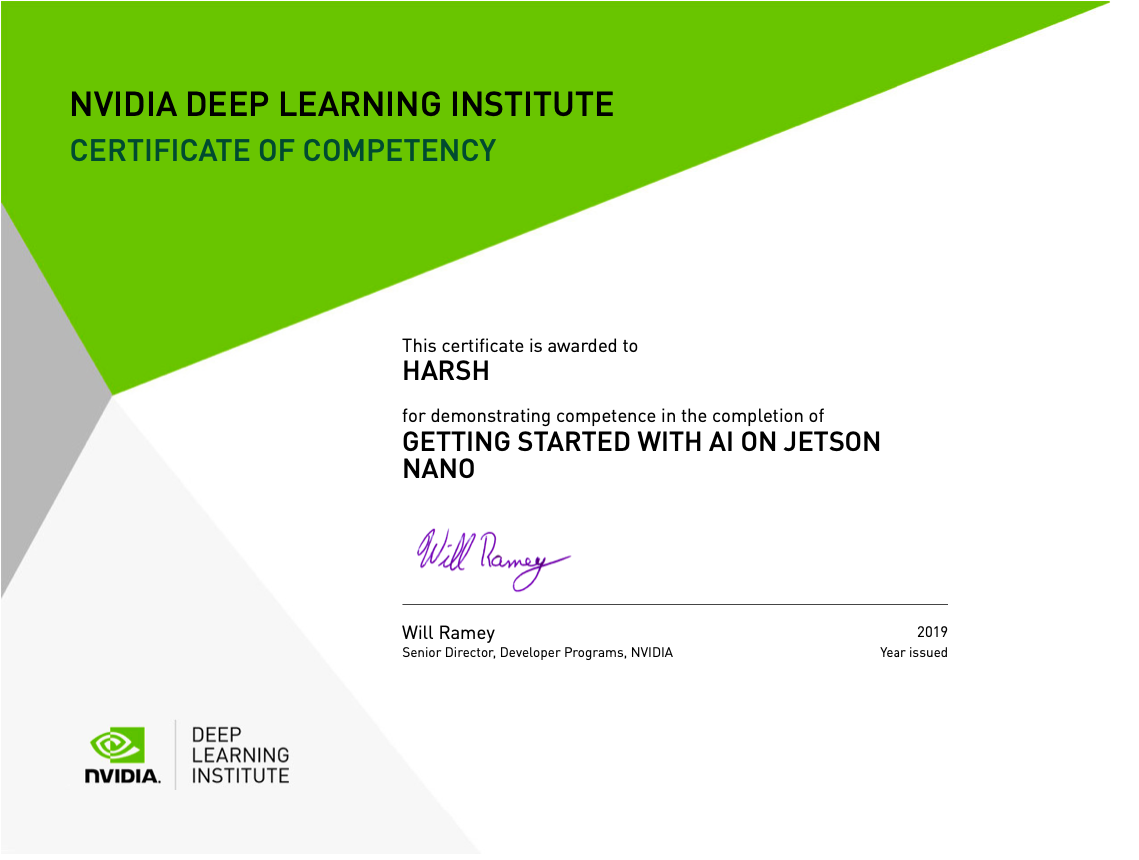 NVIDIA DEEP LEARNING INSTITUTE
CERTIFICATE OF COMPETENCY
This certificate is awarded to
HARSH
for demonstrating competence in the completion of
GETTING STARTED WITH AI ON JETSON
NANO
Will Ramey
Will Ramey
2019
Senior Director, Developer Programs, NVIDIA
Year issued
NVIDIA.
DEEP
LEARNING
INSTITUTE